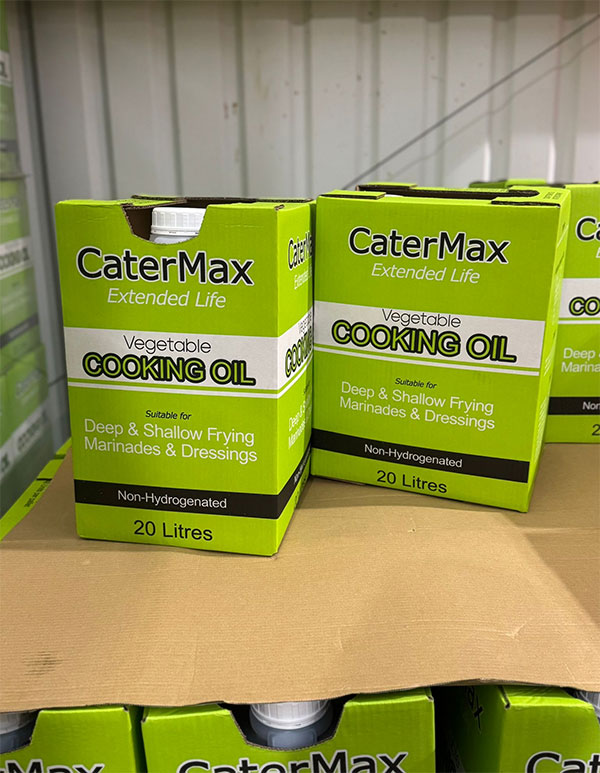 CaterMax
Extended Life
Vegetable
COOKING OIL
Suitable for
Deep & Shallow Frying
Marinades & Dressings
Non-Hydrogenated
20 Litres
CaterMax
Extended Life
Vegetable
COOKING OIL
Suitable for
Deep & Shallow Frying
Marinades & Dressings
Non-Hydrogenated
20 Litres
CaterMax